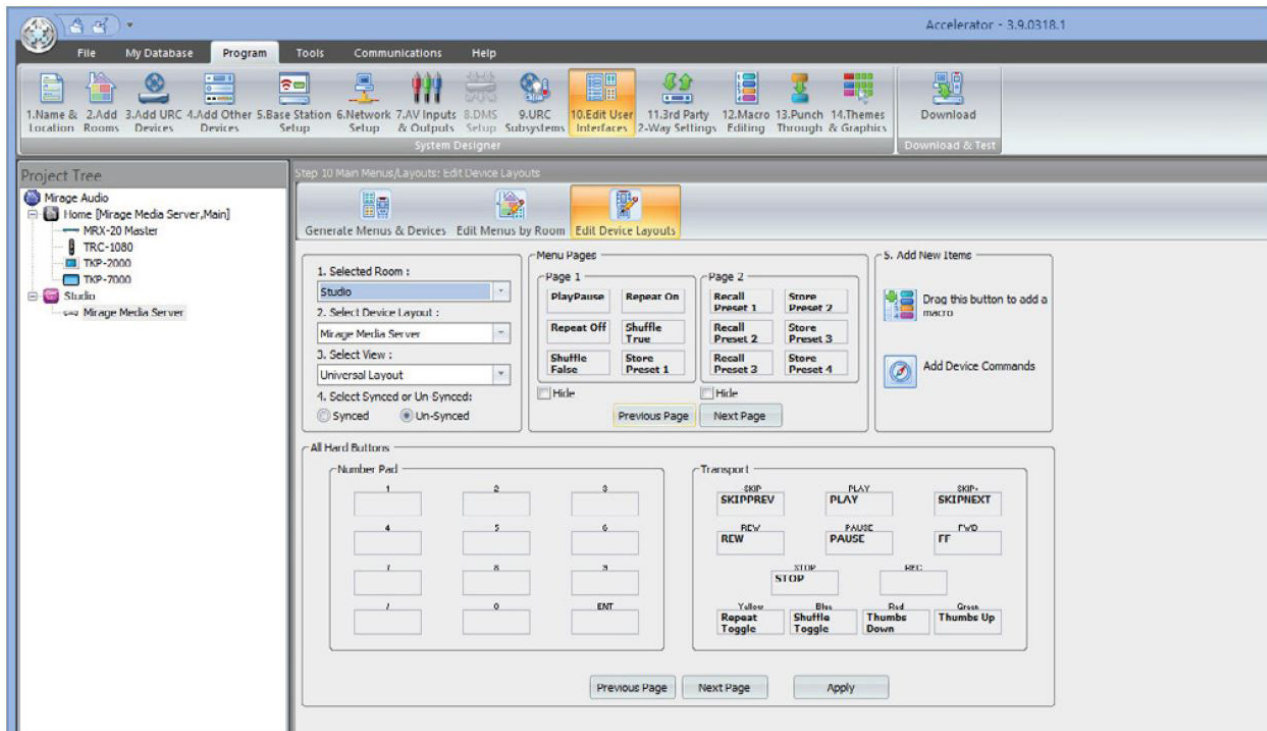 Accelerator - 3.9.0318.1
File My Database Program Tools Communications Help
1.Name & Location
2.Add Rooms
3.Add URC Devices
4.Add Other Devices
5.Base Station Setup
6.Network Setup
7.AV Inputs & Outputs
8.DMS Setup
9.URC Subsystems
10.Edit User Interfaces
11.3rd Party 2-Way Settings
12.Macro Editing
13.Punch Through
14.Themes & Graphics
Download
System Designer
Download & Test
Project Tree
Mirage Audio
Home [Mirage Media Server,Main]
MRX-20 Master
TRC-1080
TKP-2000
TKP-7000
Studio
Mirage Media Server
Step 10 Main Menus/Layouts: Edit Device Layouts
Generate Menus & Devices
Edit Menus by Room
Edit Device Layouts
1. Selected Room :
Studio
2. Select Device Layout :
Mirage Media Server
3. Select View :
Universal Layout
4. Select Synced or Un-Synced:
Synced Un-Synced
Menu Pages
Page 1
PlayPause Repeat On
Repeat Off Shuffle True
Shuffle False Store Preset 1
Hide
Page 2
Recall Preset 1 Store Preset 2
Recall Preset 2 Store Preset 3
Recall Preset 3 Store Preset 4
Hide
Previous Page Next Page
5. Add New Items
Drag this button to add a
macro
Add Device Commands
All Hard Buttons
Number Pad
1 2 3
4 5 6
8 9
0 ENT
Transport
SKIP- PLAY SKIP+
SKIPPREV PLAY SKIPNEXT
REW PAUSE FWD
REW PAUSE FF
STOP REC
STOP
Yellow Blue Red Green
Repeat Toggle Shuffle Toggle Thumbs Down Thumbs Up
Previous Page Next Page Apply